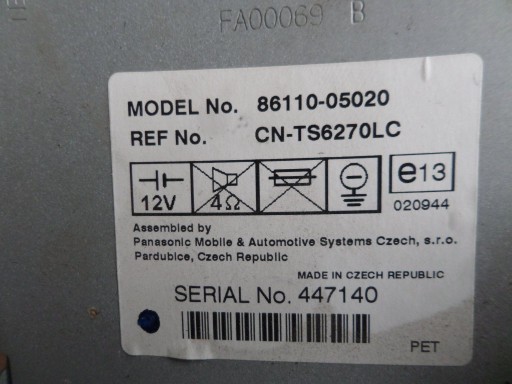 FA00069 B
MODEL No. 86110-05020
REF No. CN-TS6270LC
12V 4Ω e13
020944
Assembled by
Panasonic Mobile & Automotive Systems Czech, s.r.o.
Pardubice, Czech Republic
MADE IN CZECH REPUBLIC
SERIAL No. 447140
PET